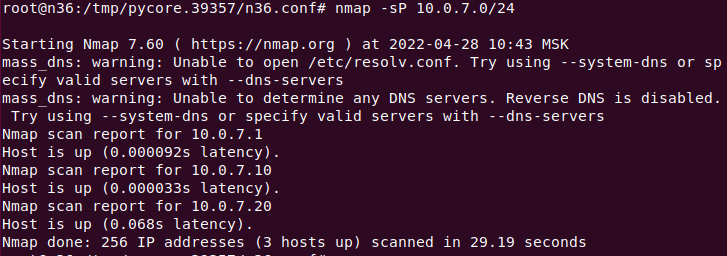 root@n36:/tmp/pycore.39357/n36.conf# nmap -sP 10.0.7.0/24
Starting Nmap 7.60 ( https://nmap.org ) at 2022-04-28 10:43 MSK
mass_dns: warning: Unable to open /etc/resolv.conf. Try using --system-dns or sp
ecify valid servers with --dns-servers
mass_dns: warning: Unable to determine any DNS servers. Reverse DNS is disabled.
 Try using --system-dns or specify valid servers with --dns-servers
Nmap scan report for 10.0.7.1
Host is up (0.000092s latency).
Nmap scan report for 10.0.7.10
Host is up (0.000033s latency).
Nmap scan report for 10.0.7.20
Host is up (0.068s latency).
Nmap done: 256 IP addresses (3 hosts up) scanned in 29.19 seconds